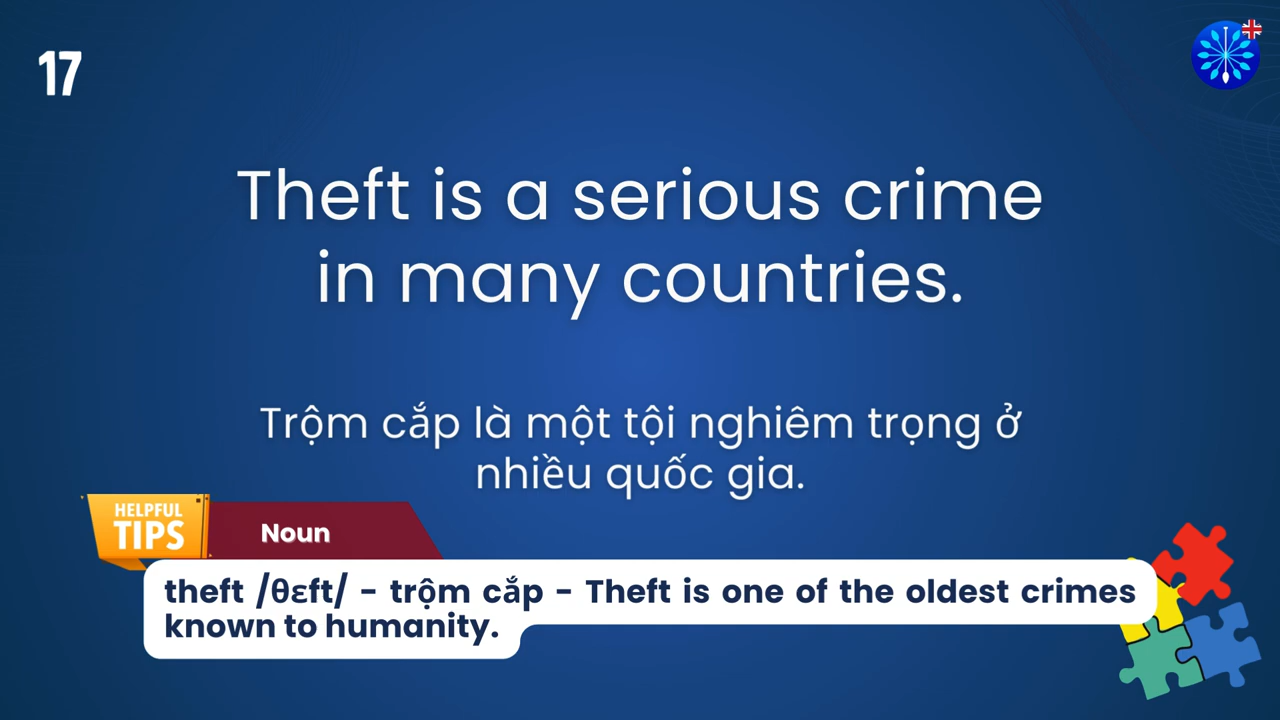 17
Theft is a serious crime
in many countries.
Trộm cắp là một tội nghiêm trọng ở
nhiều quốc gia.
HELPFUL
TIPS
Noun
theft /θɛft/ - trộm cắp - Theft is one of the oldest crimes
known to humanity.